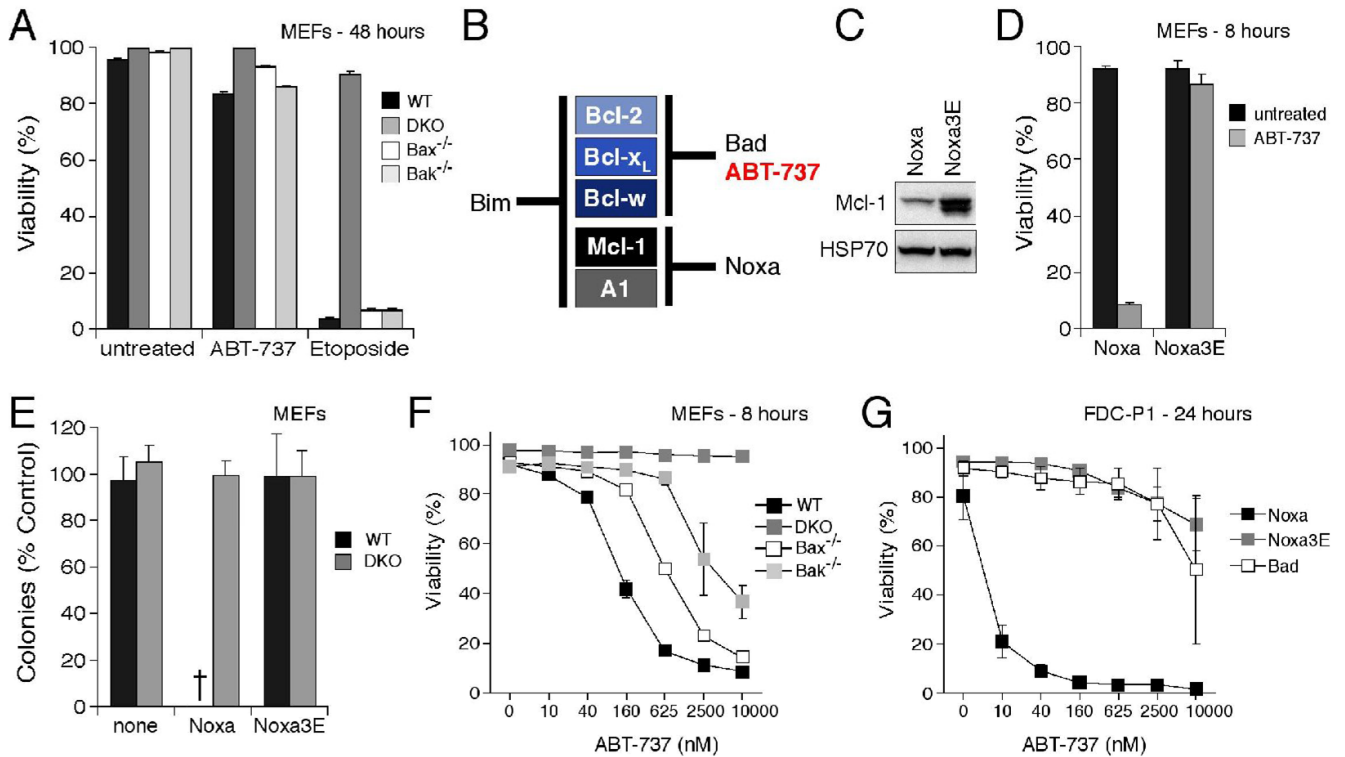 A
MEFs - 48 hours
Viability (%)
100
80
60
40
20
0
untreated
ABT-737
Etoposide
WT
DKO
Bax-/-
Bak-/-
B
Bim
Bcl-2
Bcl-xL
Bcl-w
Mcl-1
A1
Bad
ABT-737
Noxa
C
Noxa
Noxa3E
Mcl-1
HSP70
D
MEFs - 8 hours
Viability (%)
100
80
60
40
20
0
Noxa
Noxa3E
untreated
ABT-737
E
MEFs
Colonies (% Control)
120
100
80
60
40
20
0
†
none
Noxa
Noxa3E
WT
DKO
F
MEFs - 8 hours
Viability (%)
100
80
60
40
20
0
0 10 40 160 625 2500 10000
ABT-737 (nM)
WT
DKO
Bax-/-
Bak-/-
G
FDC-P1 - 24 hours
Viability (%)
100
80
60
40
20
0
0 10 40 160 625 2500 10000
ABT-737 (nM)
Noxa
Noxa3E
Bad